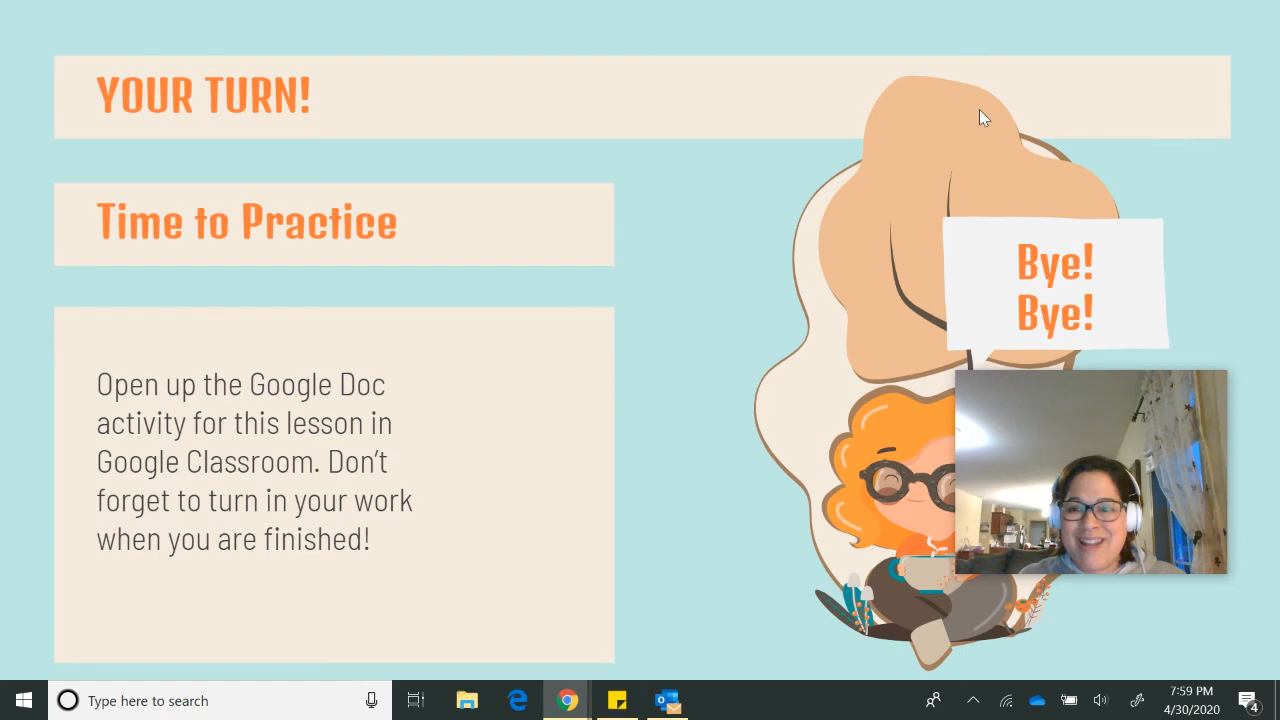 YOUR TURN!
Time to Practice
Bye!
Bye!
Open up the Google Doc
activity for this lesson in
Google Classroom. Don't
forget to turn in your work
when you are finished!
Type here to search
7:59 PM
4/30/2020
4